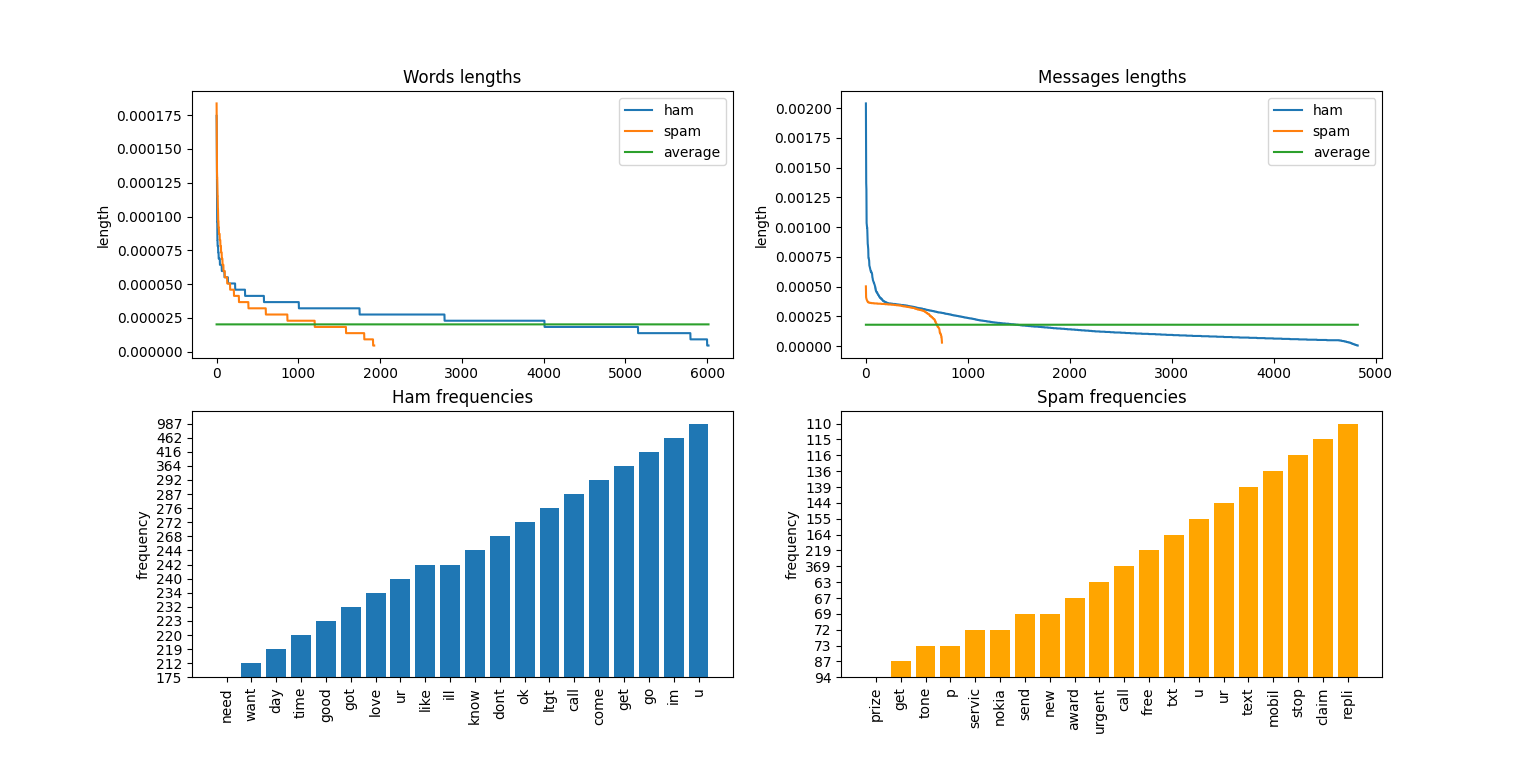 Words lengths
length
0.000175
0.000150
0.000125
0.000100
0.000075
0.000050
0.000025
0.000000
0 1000 2000 3000 4000 5000 6000
ham
spam
average
Messages lengths
length
0.00200
0.00175
0.00150
0.00125
0.00100
0.00075
0.00050
0.00025
0.00000
0 1000 2000 3000 4000 5000
ham
spam
average
Ham frequencies
frequency
987
462
416
364
292
287
276
272
268
244
242
240
234
232
223
220
219
212
175
need want day time good got love ur like ill know dont ok ltgt call come get go im u
Spam frequencies
frequency
110
115
116
136
139
144
155
164
219
369
63
67
69
72
73
87
94
prize get tone p servic nokia send new award urgent call free txt u ur text mobil stop claim repli